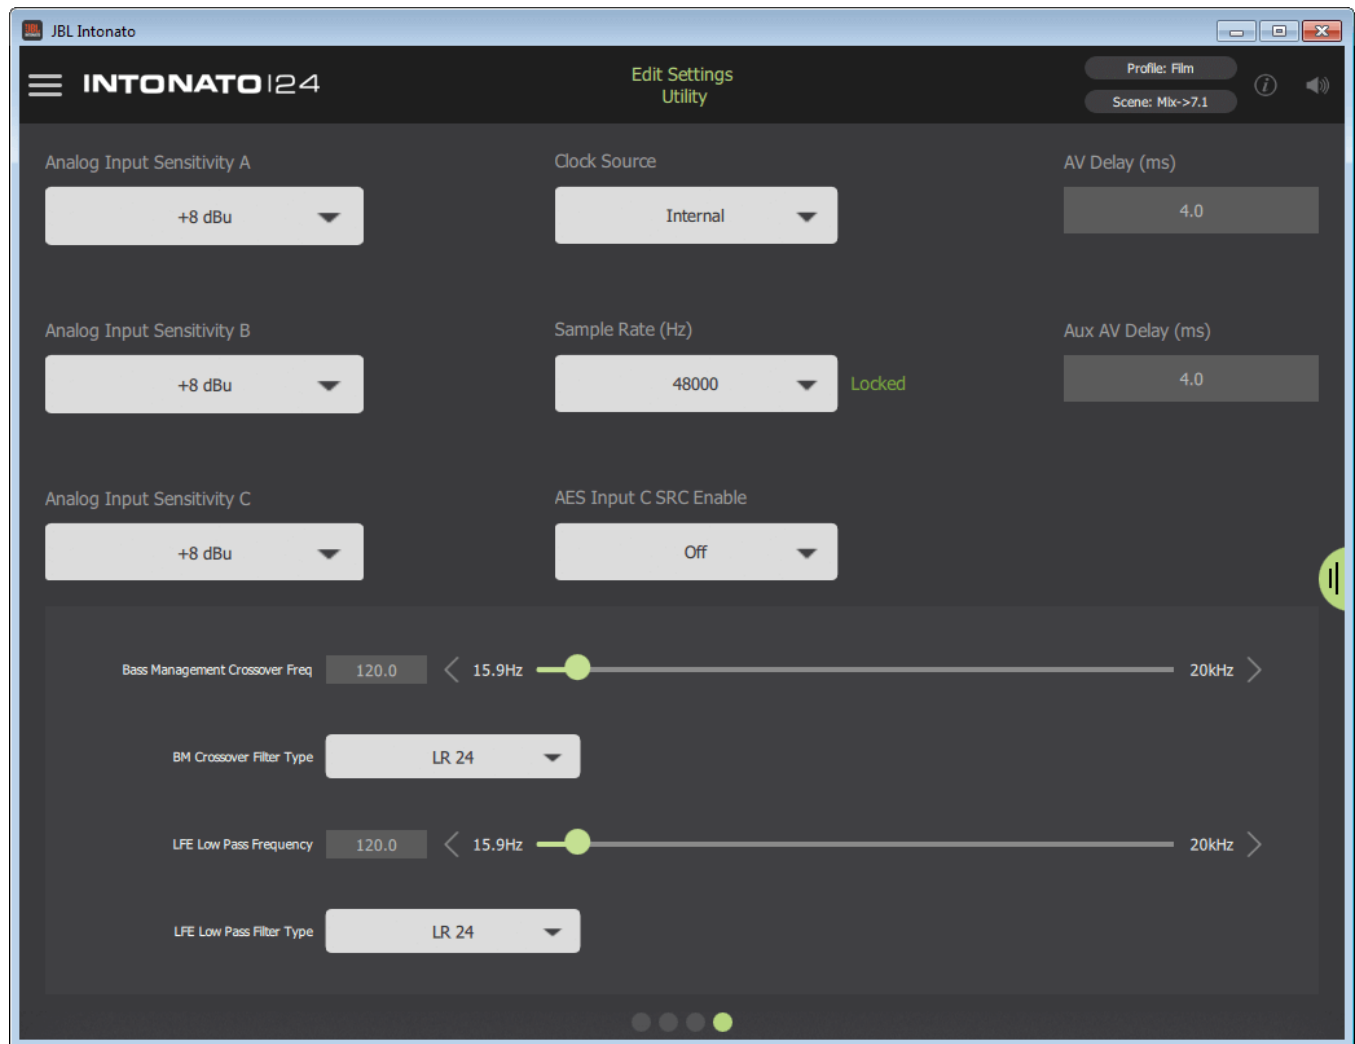 JBL Intonato
INTONATO|24
Edit Settings
Utility
Profile: Film
Scene: Mix->7.1
Analog Input Sensitivity A
Clock Source
AV Delay (ms)
+8 dBu
Internal
4.0
Analog Input Sensitivity B
Sample Rate (Hz)
Aux AV Delay (ms)
+8 dBu
48000
Locked
4.0
Analog Input Sensitivity C
AES Input C SRC Enable
+8 dBu
Off
Bass Management Crossover Freq
120.0
15.9Hz
20kHz
BM Crossover Filter Type
LR 24
LFE Low Pass Frequency
120.0
15.9Hz
20kHz
LFE Low Pass Filter Type
LR 24